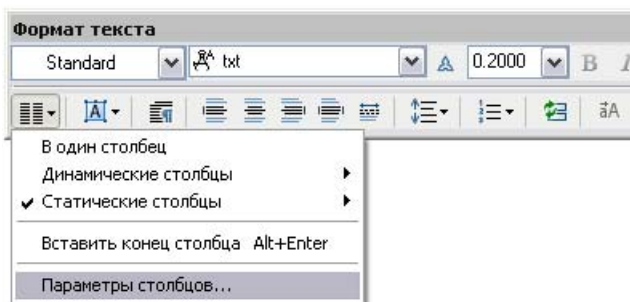 Формат текста
Standard txt 0.2000 B I
В один столбец
Динамические столбцы
Статические столбцы
Вставить конец столбца Alt+Enter
Параметры столбцов...